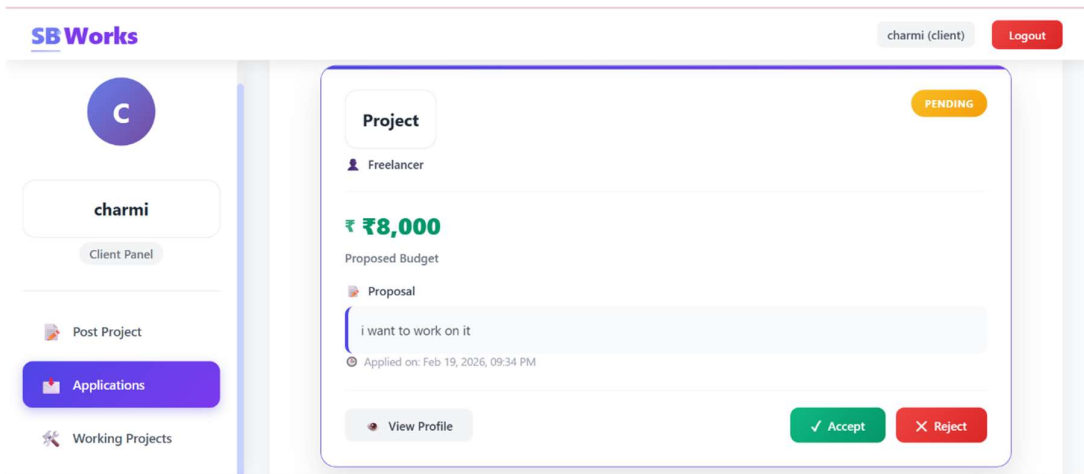 SB Works
charmi (client)
Logout
C
charmi
Client Panel
Post Project
Applications
Working Projects
Project
PENDING
Freelancer
₹ ₹8,000
Proposed Budget
Proposal
i want to work on it
Applied on: Feb 19, 2026, 09:34 PM
View Profile
✓ Accept
✕ Reject